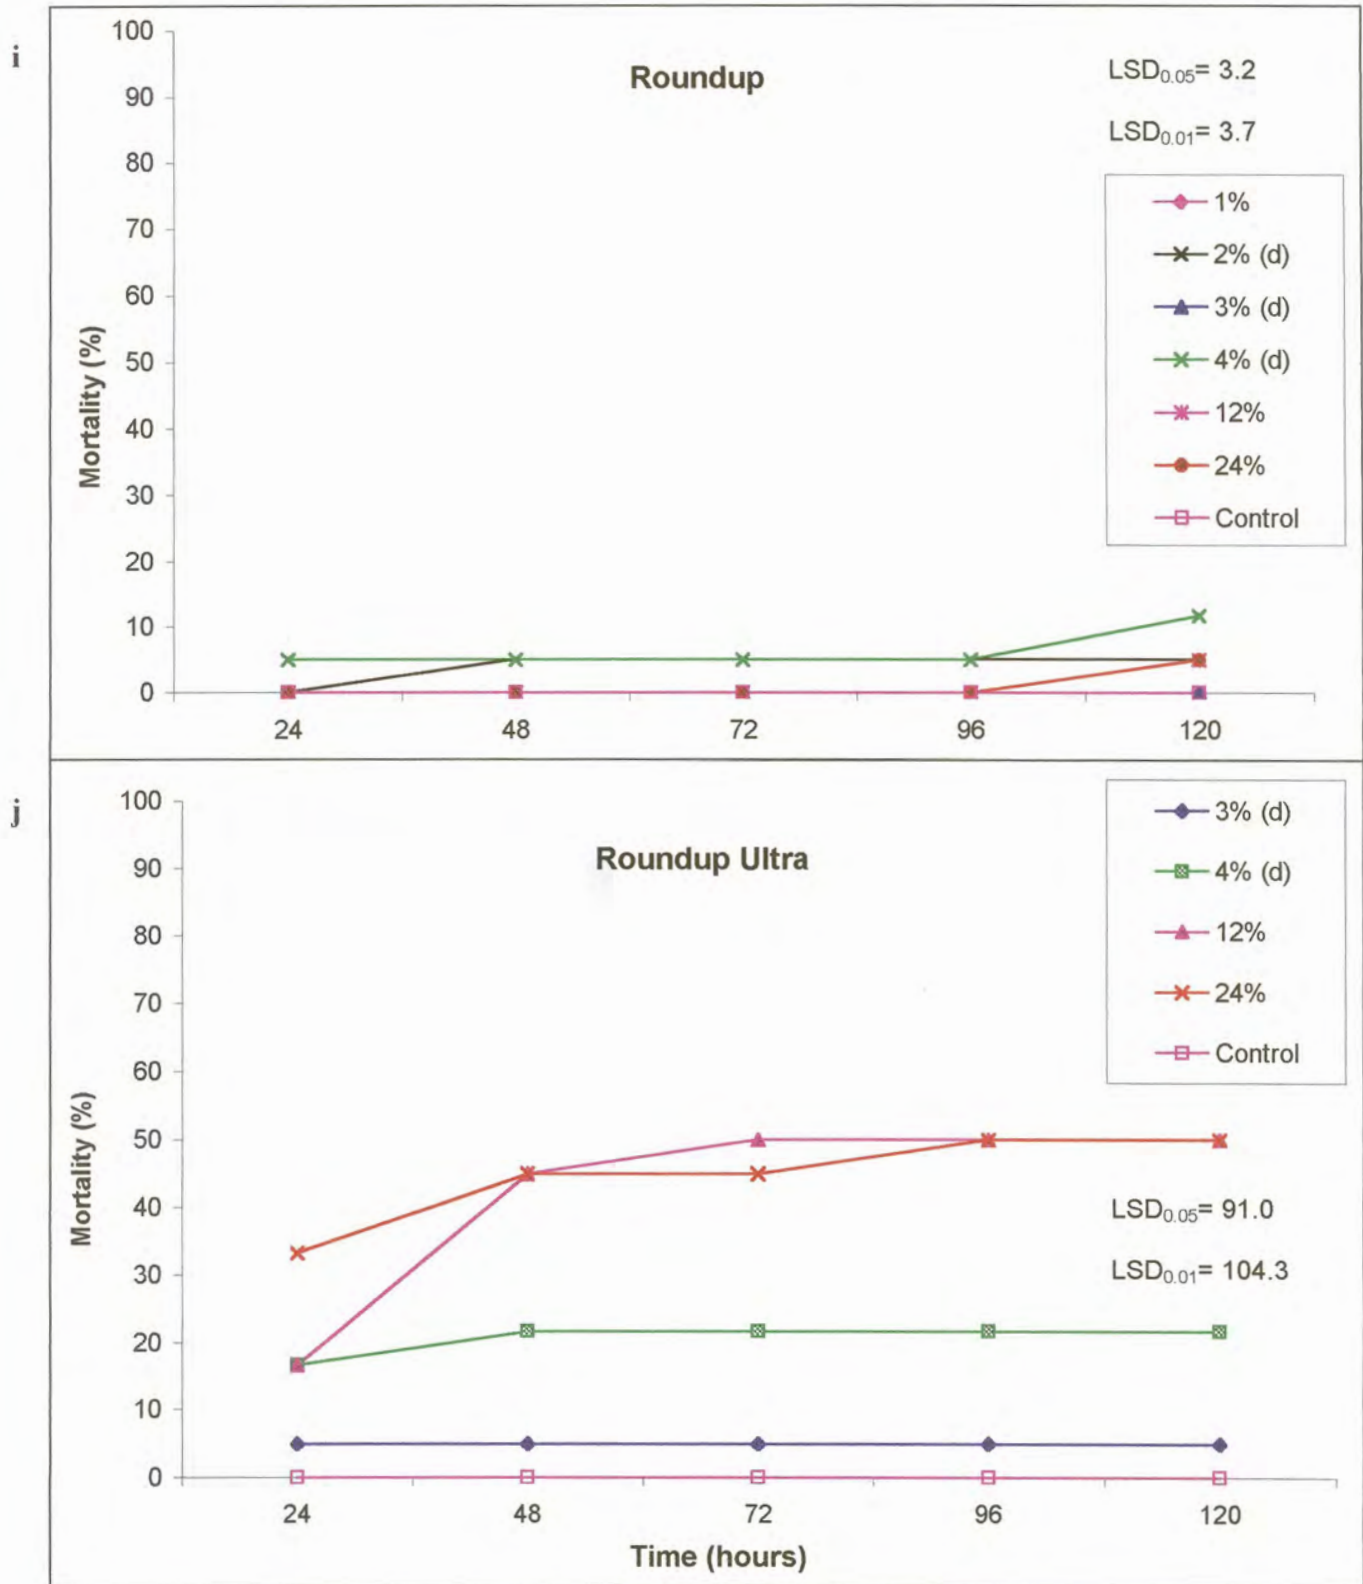 i
Roundup
LSD0.05= 3.2
LSD0.01= 3.7
1%
2% (d)
3% (d)
4% (d)
12%
24%
Control
Mortality (%)
100
90
80
70
60
50
40
30
20
10
0
24 48 72 96 120
j
Roundup Ultra
3% (d)
4% (d)
12%
24%
Control
LSD0.05= 91.0
LSD0.01= 104.3
Mortality (%)
100
90
80
70
60
50
40
30
20
10
0
24 48 72 96 120
Time (hours)